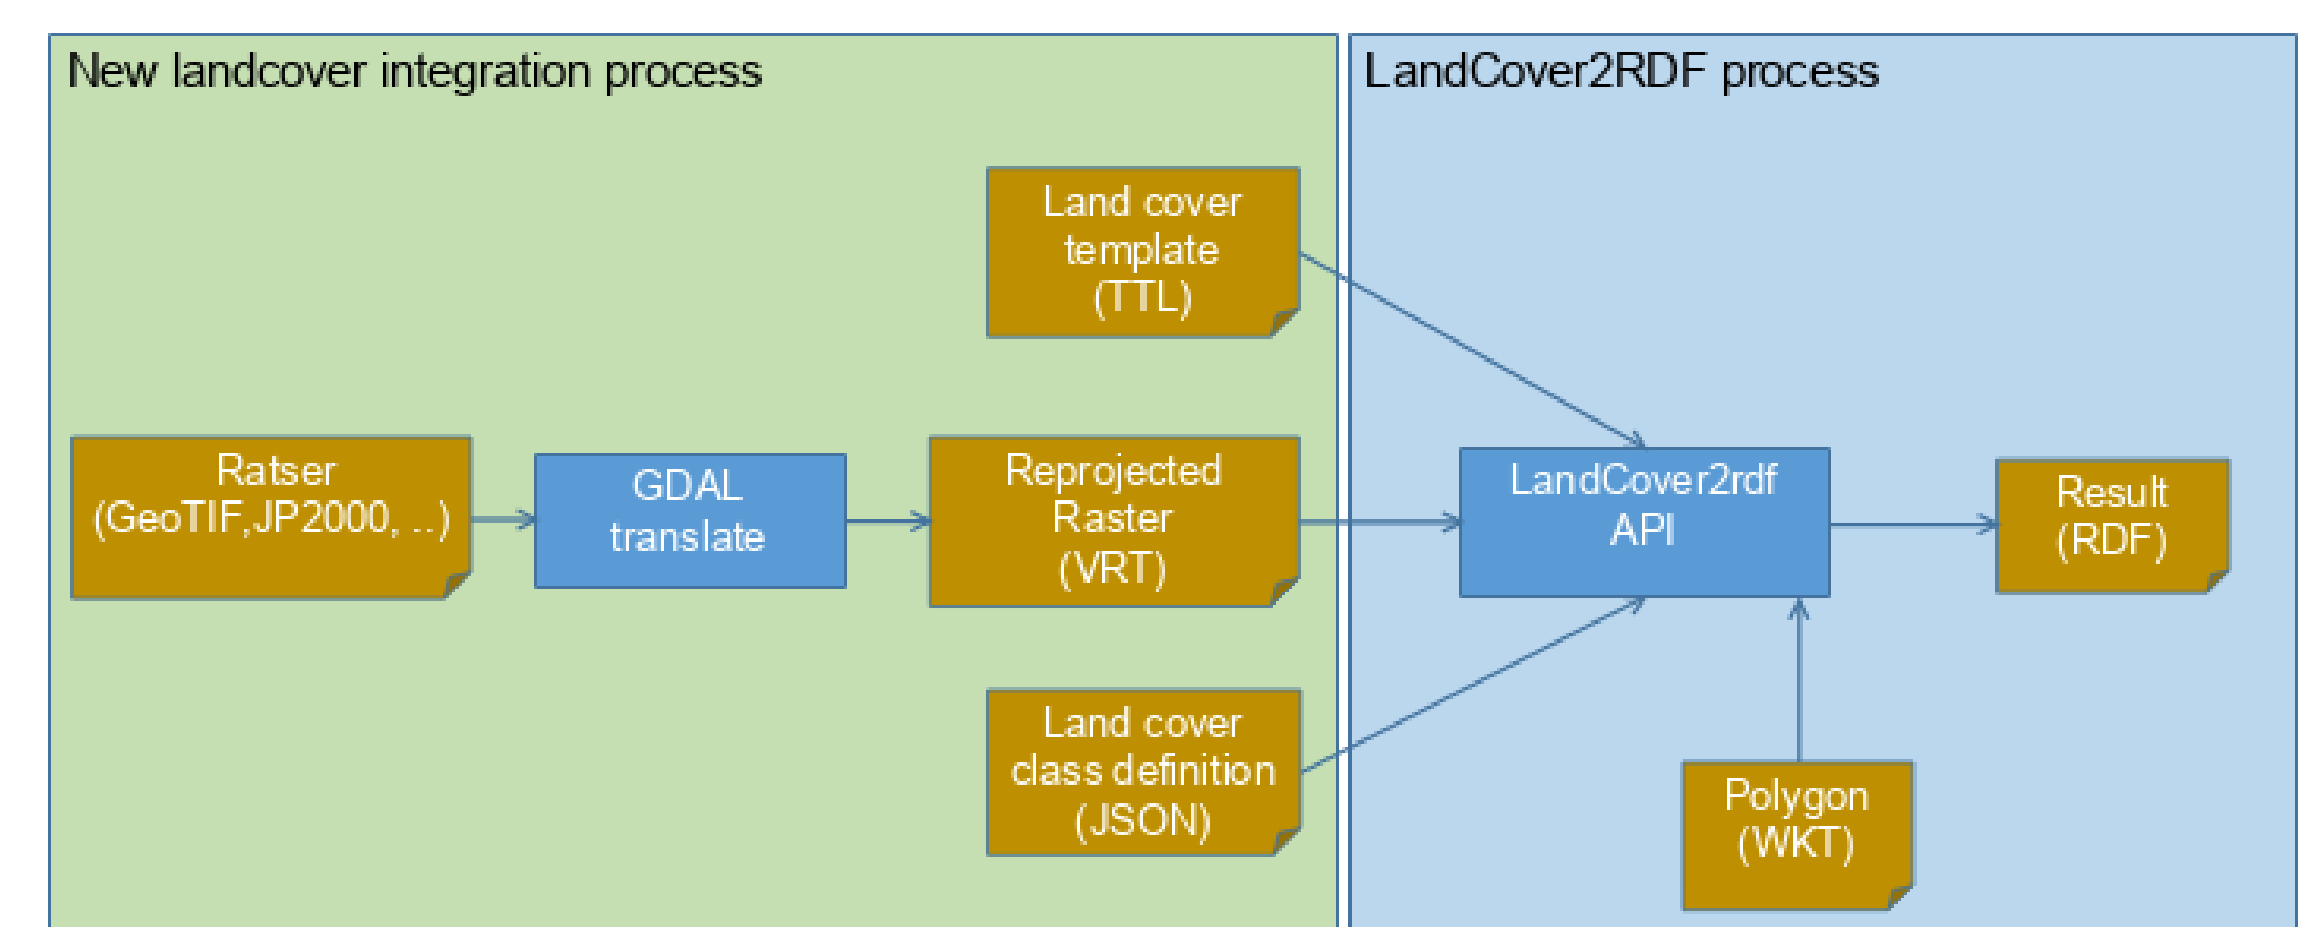 New landcover integration process
LandCover2RDF process
Land cover
template
(TTL)
Ratser
(GeoTIF,JP2000, ..)
GDAL
translate
Reprojected
Raster
(VRT)
LandCover2rdf
API
Result
(RDF)
Land cover
class definition
(JSON)
Polygon
(WKT)